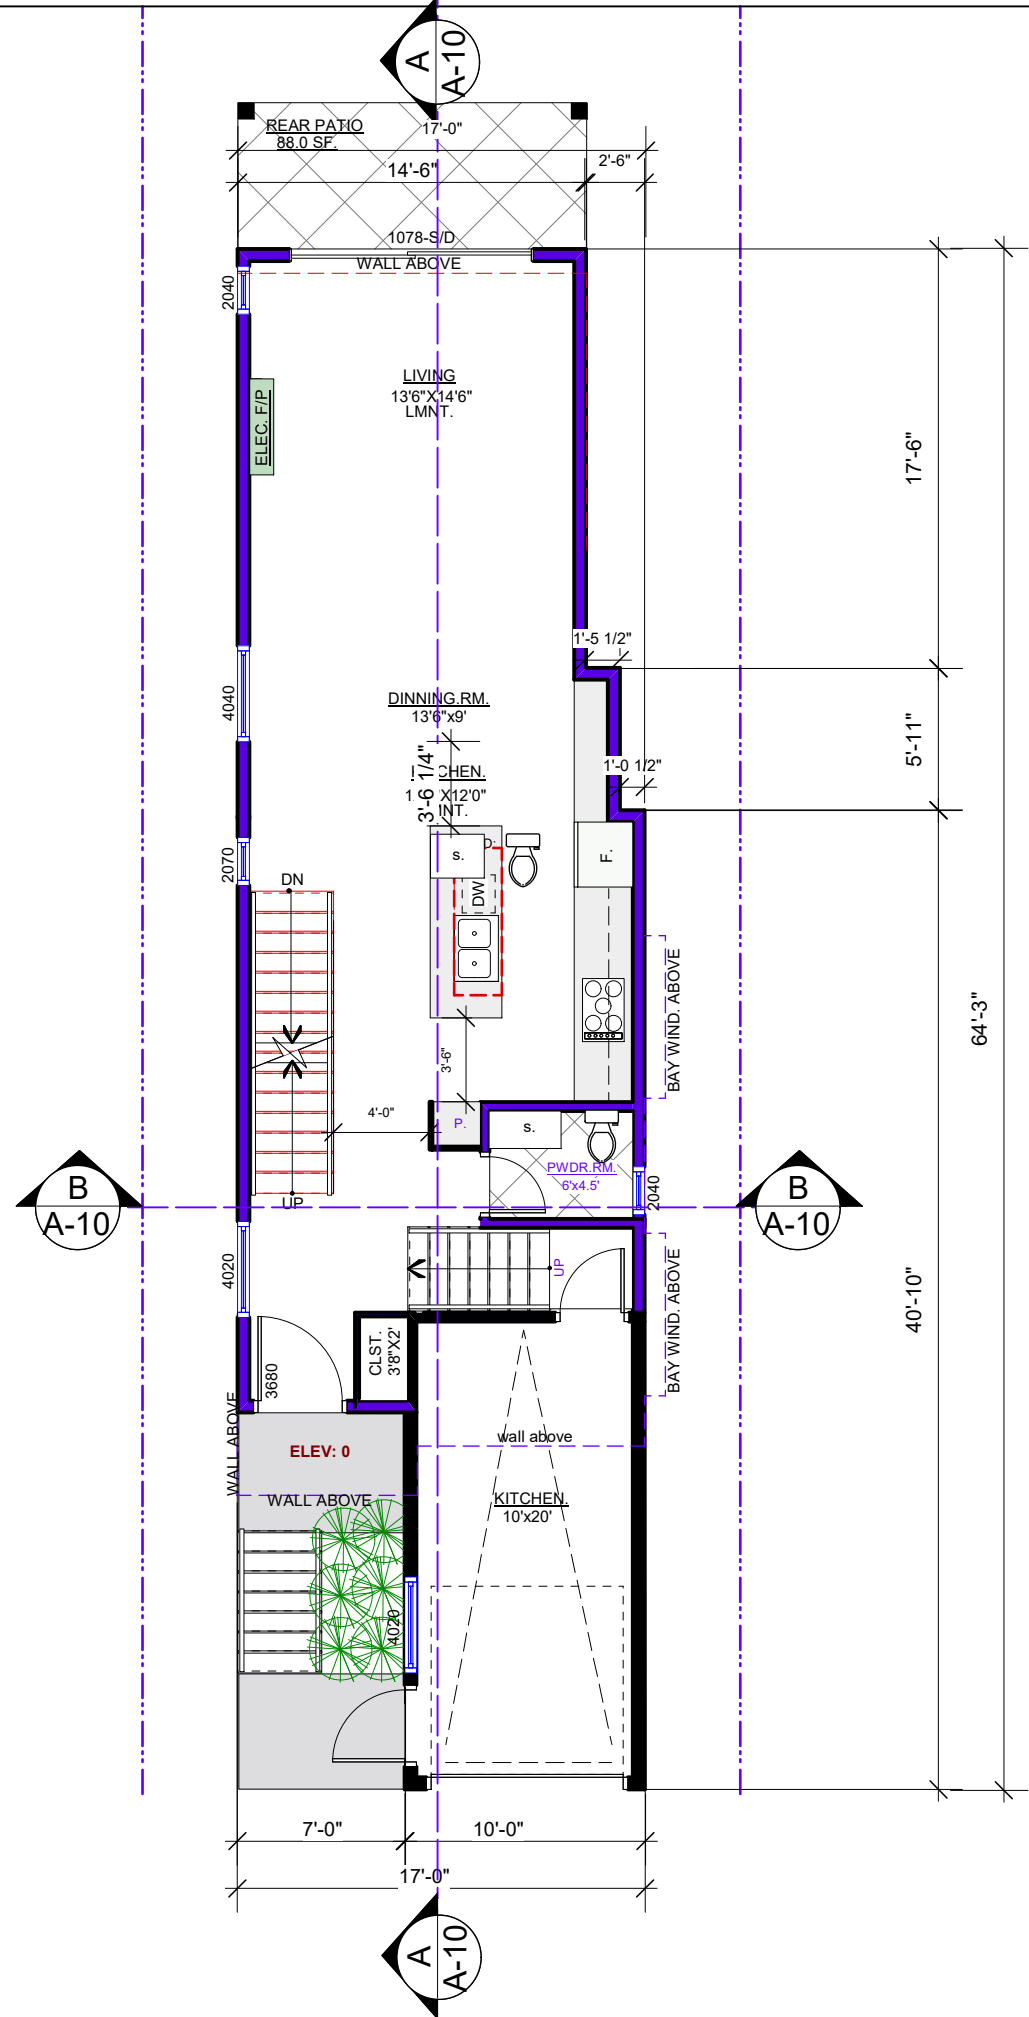 A
A-10
REAR PATIO
88.0 SF.
17'-0"
14'-6"
2'-6"
1078-S/D
WALL ABOVE
2040
LIVING
13'6"X14'6"
LMNT.
ELEC. F/P
17'-6"
1'-5 1/2"
4040
DINNING.RM.
13'6"x9'
5'-11"
3'-6 1/4"
CHEN.
X12'0"
1'-0 1/2"
2070
s.
DW
F.
DN
BAY WIND. ABOVE
64'-3"
3'-6"
4'-0"
P.
s.
PWDR.RM.
6'x4.5'
2040
B
A-10
B
A-10
UP
UP
4020
BAY WIND. ABOVE
40'-10"
CLST.
3'8"X2'
3680
WALL ABOVE
ELEV: 0
wall above
WALL ABOVE
KITCHEN.
10'x20'
4020
7'-0"
10'-0"
17'-0"
A
A-10